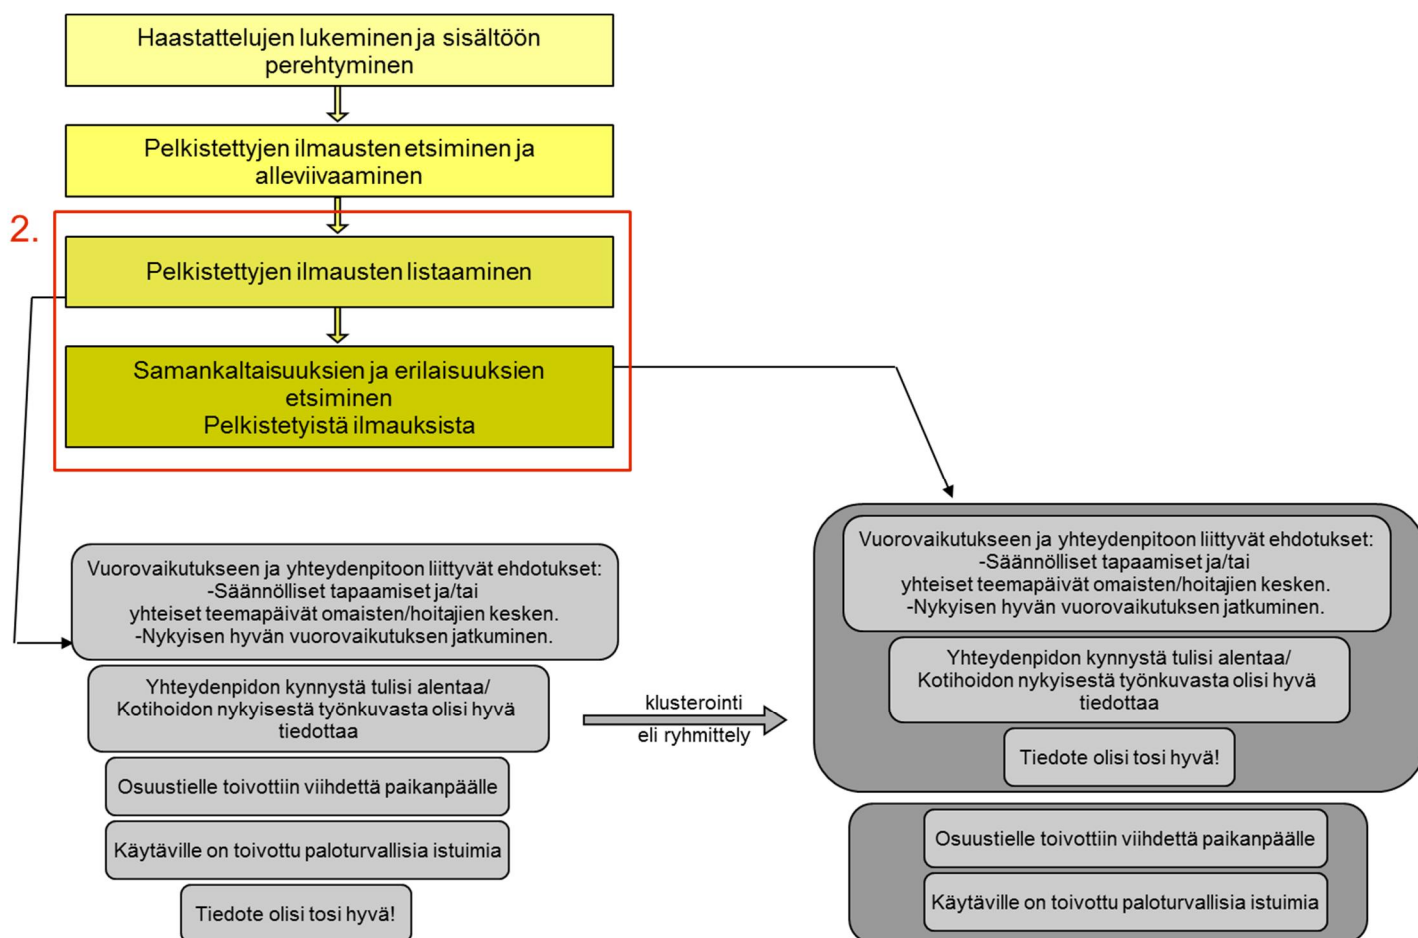 Haastattelujen lukeminen ja sisältöön
perehtyminen
Pelkistettyjen ilmausten etsiminen ja
alleviivaaminen
2.
Pelkistettyjen ilmausten listaaminen
Samankaltaisuuksien ja erilaisuuksien
etsiminen
Pelkistetyistä ilmauksista
Vuorovaikutukseen ja yhteydenpitoon liittyvät ehdotukset:
-Säännölliset tapaamiset ja/tai
yhteiset teemapäivät omaisten/hoitajien kesken.
-Nykyisen hyvän vuorovaikutuksen jatkuminen.
Yhteydenpidon kynnystä tulisi alentaa/
Kotihoidon nykyisestä työnkuvasta olisi hyvä
tiedottaa
Osuustielle toivottiin viihdettä paikanpäälle
Käytäville on toivottu paloturvallisia istuimia
Tiedote olisi tosi hyvä!
klusterointi
eli ryhmittely
Vuorovaikutukseen ja yhteydenpitoon liittyvät ehdotukset:
-Säännölliset tapaamiset ja/tai
yhteiset teemapäivät omaisten/hoitajien kesken.
-Nykyisen hyvän vuorovaikutuksen jatkuminen.
Yhteydenpidon kynnystä tulisi alentaa/
Kotihoidon nykyisestä työnkuvasta olisi hyvä
tiedottaa
Tiedote olisi tosi hyvä!
Osuustielle toivottiin viihdettä paikanpäälle
Käytäville on toivottu paloturvallisia istuimia